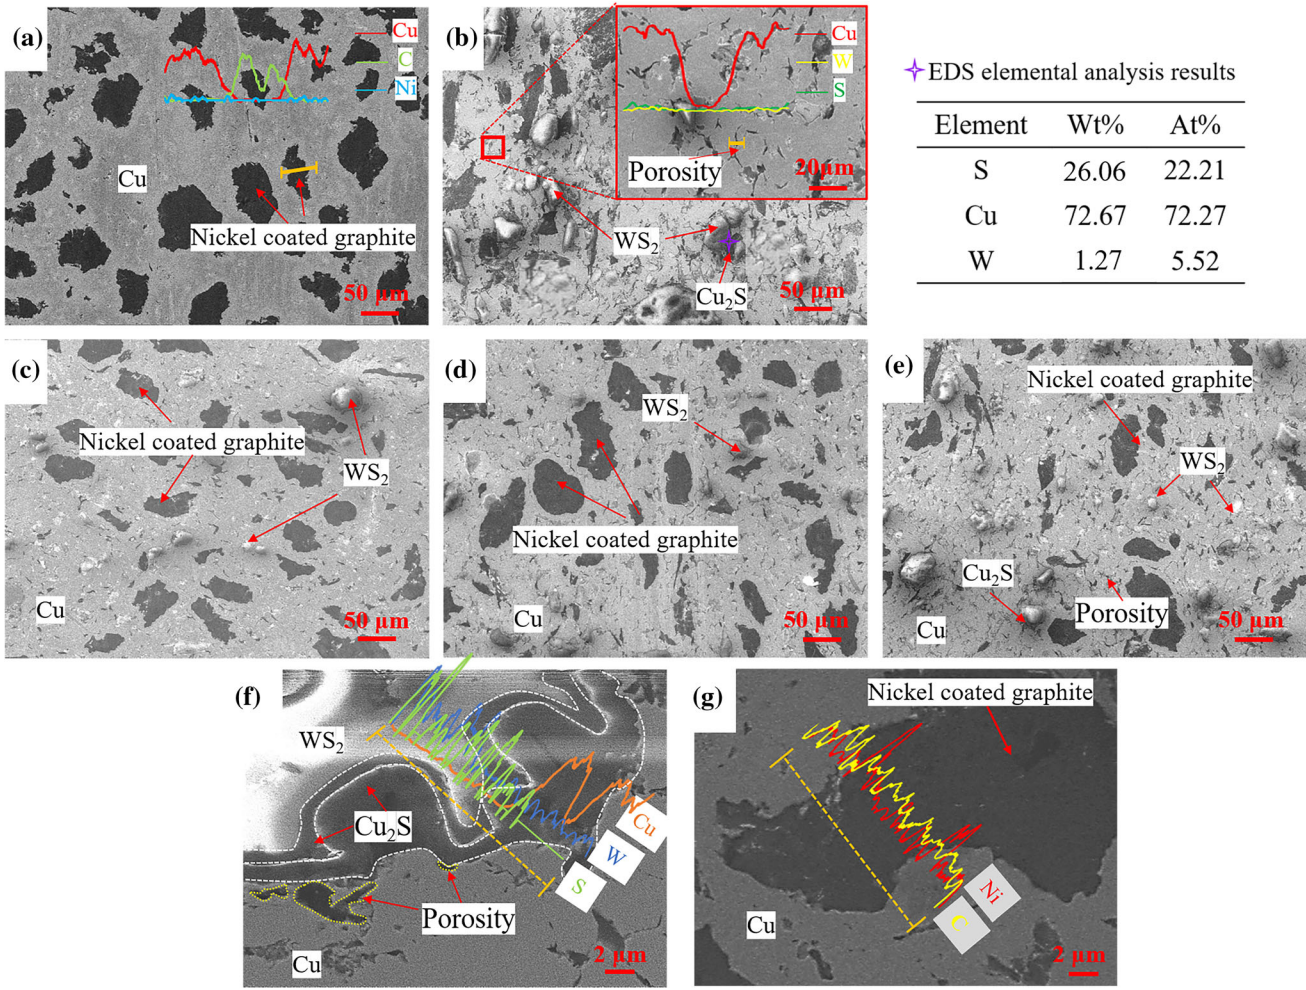 (a)
Cu
C
Ni
Cu
Nickel coated graphite
50 μm
(b)
Cu
W
S
Porosity
20μm
WS₂
Cu₂S
50 μm
EDS elemental analysis results
Element Wt% At%
S 26.06 22.21
Cu 72.67 72.27
W 1.27 5.52
(c)
Nickel coated graphite
WS₂
Cu
50 μm
(d)
WS₂
Nickel coated graphite
Cu
50 μm
(e)
Nickel coated graphite
WS₂
Cu₂S
Porosity
Cu
50 μm
(f)
WS₂
Cu₂S
Cu
W
S
Porosity
Cu
2 μm
(g)
Nickel coated graphite
Ni
C
Cu
2 μm